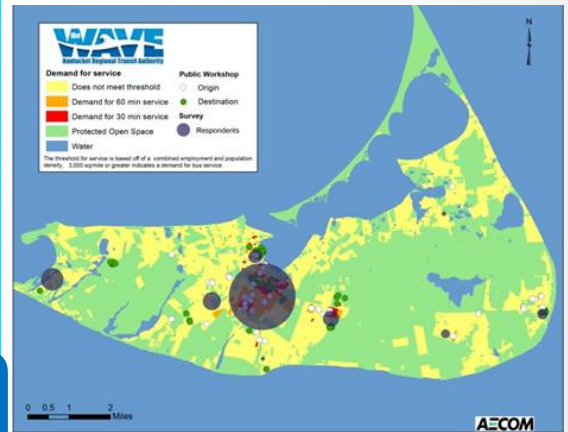 the
WAVE
Nantucket Regional Transit Authority
Demand for service
Does not meet threshold
Demand for 60 min service
Demand for 30 min service
Protected Open Space
Water
Public Workshop
Origin
Destination
Survey
Respondents
The threshold for service is based off of a combined employment and population
density. 3,000 sq/mile or greater indicates a demand for bus service.
N
0 0.5 1 2
Miles
AECOM